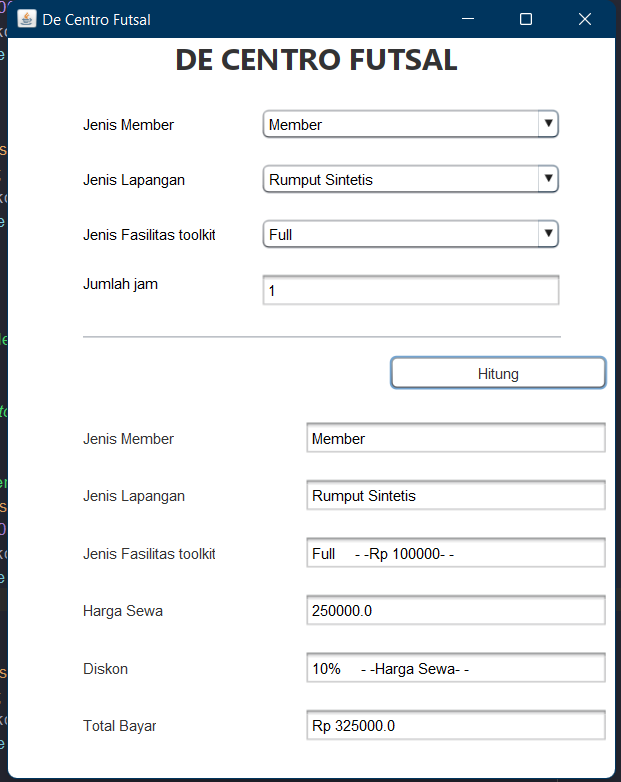 De Centro Futsal
DE CENTRO FUTSAL
Jenis Member Member
Jenis Lapangan Rumput Sintetis
Jenis Fasilitas toolkit Full
Jumlah jam 1
Hitung
Jenis Member Member
Jenis Lapangan Rumput Sintetis
Jenis Fasilitas toolkit Full - -Rp 100000- -
Harga Sewa 250000.0
Diskon 10% - -Harga Sewa- -
Total Bayar Rp 325000.0